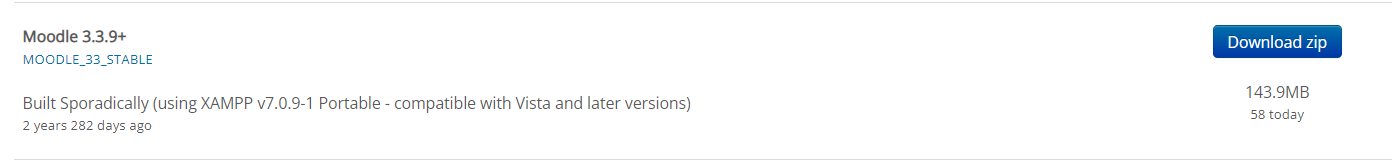 Moodle 3.3.9+
Download zip
MOODLE_33_STABLE
Built Sporadically (using XAMPP v7.0.9-1 Portable - compatible with Vista and later versions)
143.9MB
2 years 282 days ago
58 today